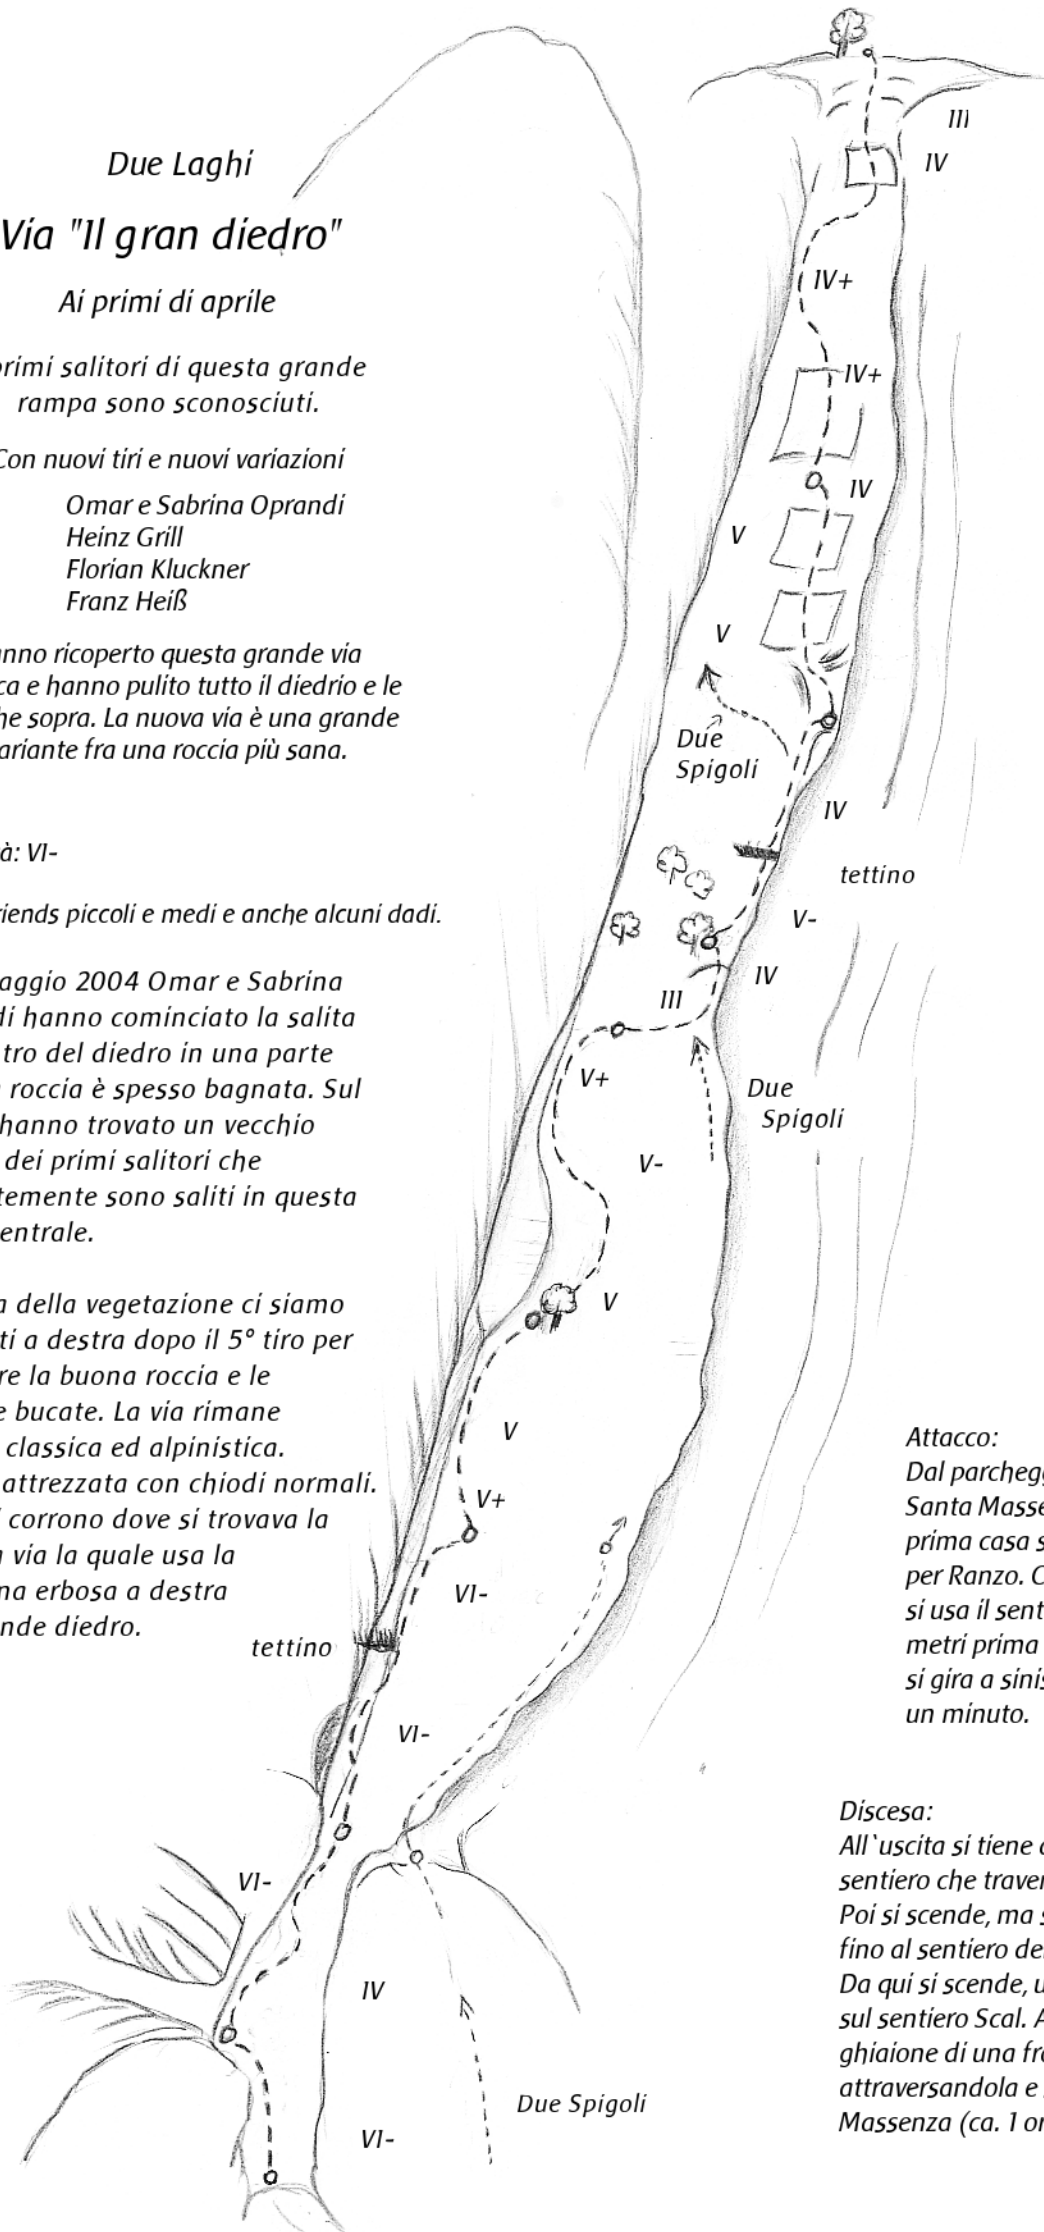 Due Laghi
Via "Il gran diedro"
Ai primi di aprile
primi salitori di questa grande
rampa sono sconosciuti.
Con nuovi tiri e nuovi variazioni
Omar e Sabrina Oprandi
Heinz Grill
Florian Kluckner
Franz Heiß
nno ricoperto questa grande via
ca e hanno pulito tutto il diedrio e le
he sopra. La nuova via è una grande
ariante fra una roccia più sana.
à: VI-
riends piccoli e medi e anche alcuni dadi.
aggio 2004 Omar e Sabrina
di hanno cominciato la salita
tro del diedro in una parte
roccia è spesso bagnata. Sul
hanno trovato un vecchio
dei primi salitori che
temente sono saliti in questa
entrale.
a della vegetazione ci siamo
ti a destra dopo il 5° tiro per
re la buona roccia e le
e bucate. La via rimane
classica ed alpinistica.
attrezzata con chiodi normali.
i corrono dove si trovava la
a via la quale usa la
na erbosa a destra
nde diedro.
III
IV
IV+
IV+
IV
V
V
Due
Spigoli
IV
tettino
V-
IV
III
V+
Due
Spigoli
V-
V
V
V+
VI-
tettino
VI-
VI-
IV
Due Spigoli
VI-
Attacco:
Dal parcheg
Santa Masse
prima casa s
per Ranzo. C
si usa il sent
metri prima
si gira a sinis
un minuto.
Discesa:
All`uscita si tiene
sentiero che traver
Poi si scende, ma s
fino al sentiero de
Da qui si scende, u
sul sentiero Scal. A
ghiaione di una fr
attraversandola e
Massenza (ca. 1 or